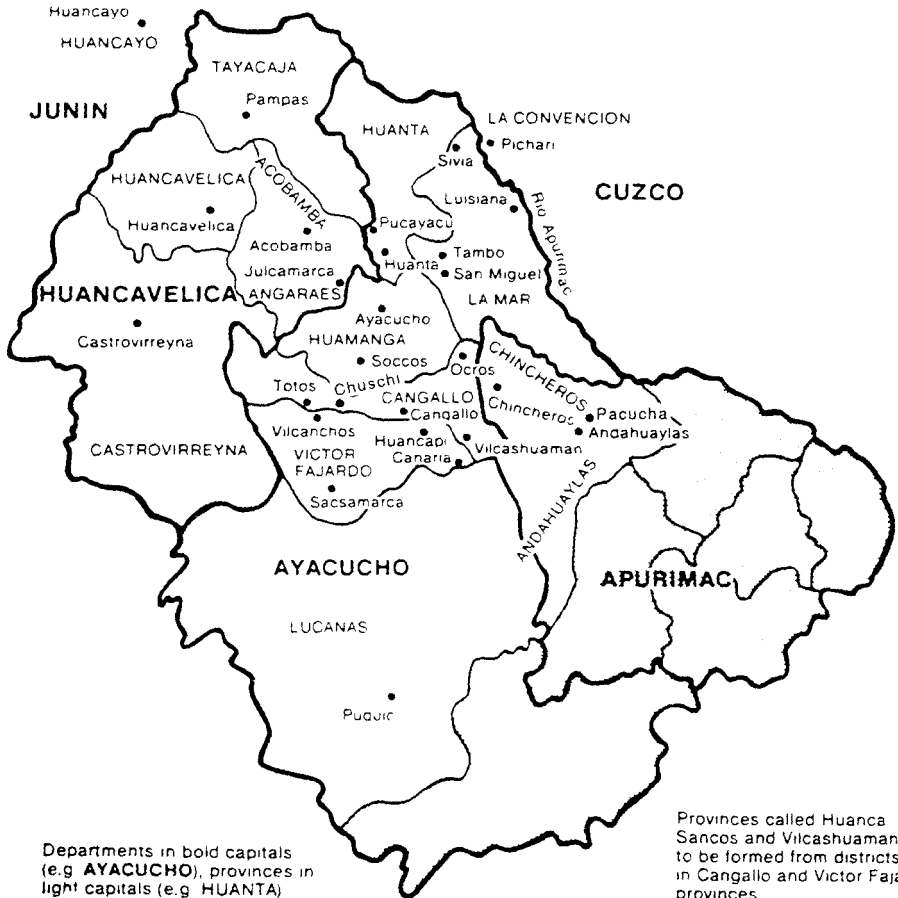 Huancayo
HUANCAYO
TAYACAJA
Pampas
JUNIN
HUANTA
LA CONVENCION
Pichari
Sivia
HUANCAVELICA
ACOBAMBA
CUZCO
Luisiana
Rio Apurimac
Huancavelica
Pucayacu
Acobamba
Huanta
Tambo
Julcamarca
San Miguel
HUANCAVELICA
ANGARAES
LA MAR
Ayacucho
Castrovirreyna
HUAMANGA
CHINCHEROS
Soccos
Ocros
Totos
Chuschi
CANGALLO
Chincheros
Pacucha
Cangallo
Vilcanchos
Andahuaylas
Huancapi
CASTROVIRREYNA
VICTOR
FAJARDO
Canaria
Vilcashuaman
Sacsamarca
ANDAHUAYLAS
AYACUCHO
APURIMAC
LUCANAS
Puquio
Departments in bold capitals
(e.g AYACUCHO), provinces in
light capitals (e.g HUANTA)
Provinces called Huanca
Sancos and Vilcashuaman
to be formed from districts
in Cangallo and Victor Faja
provinces